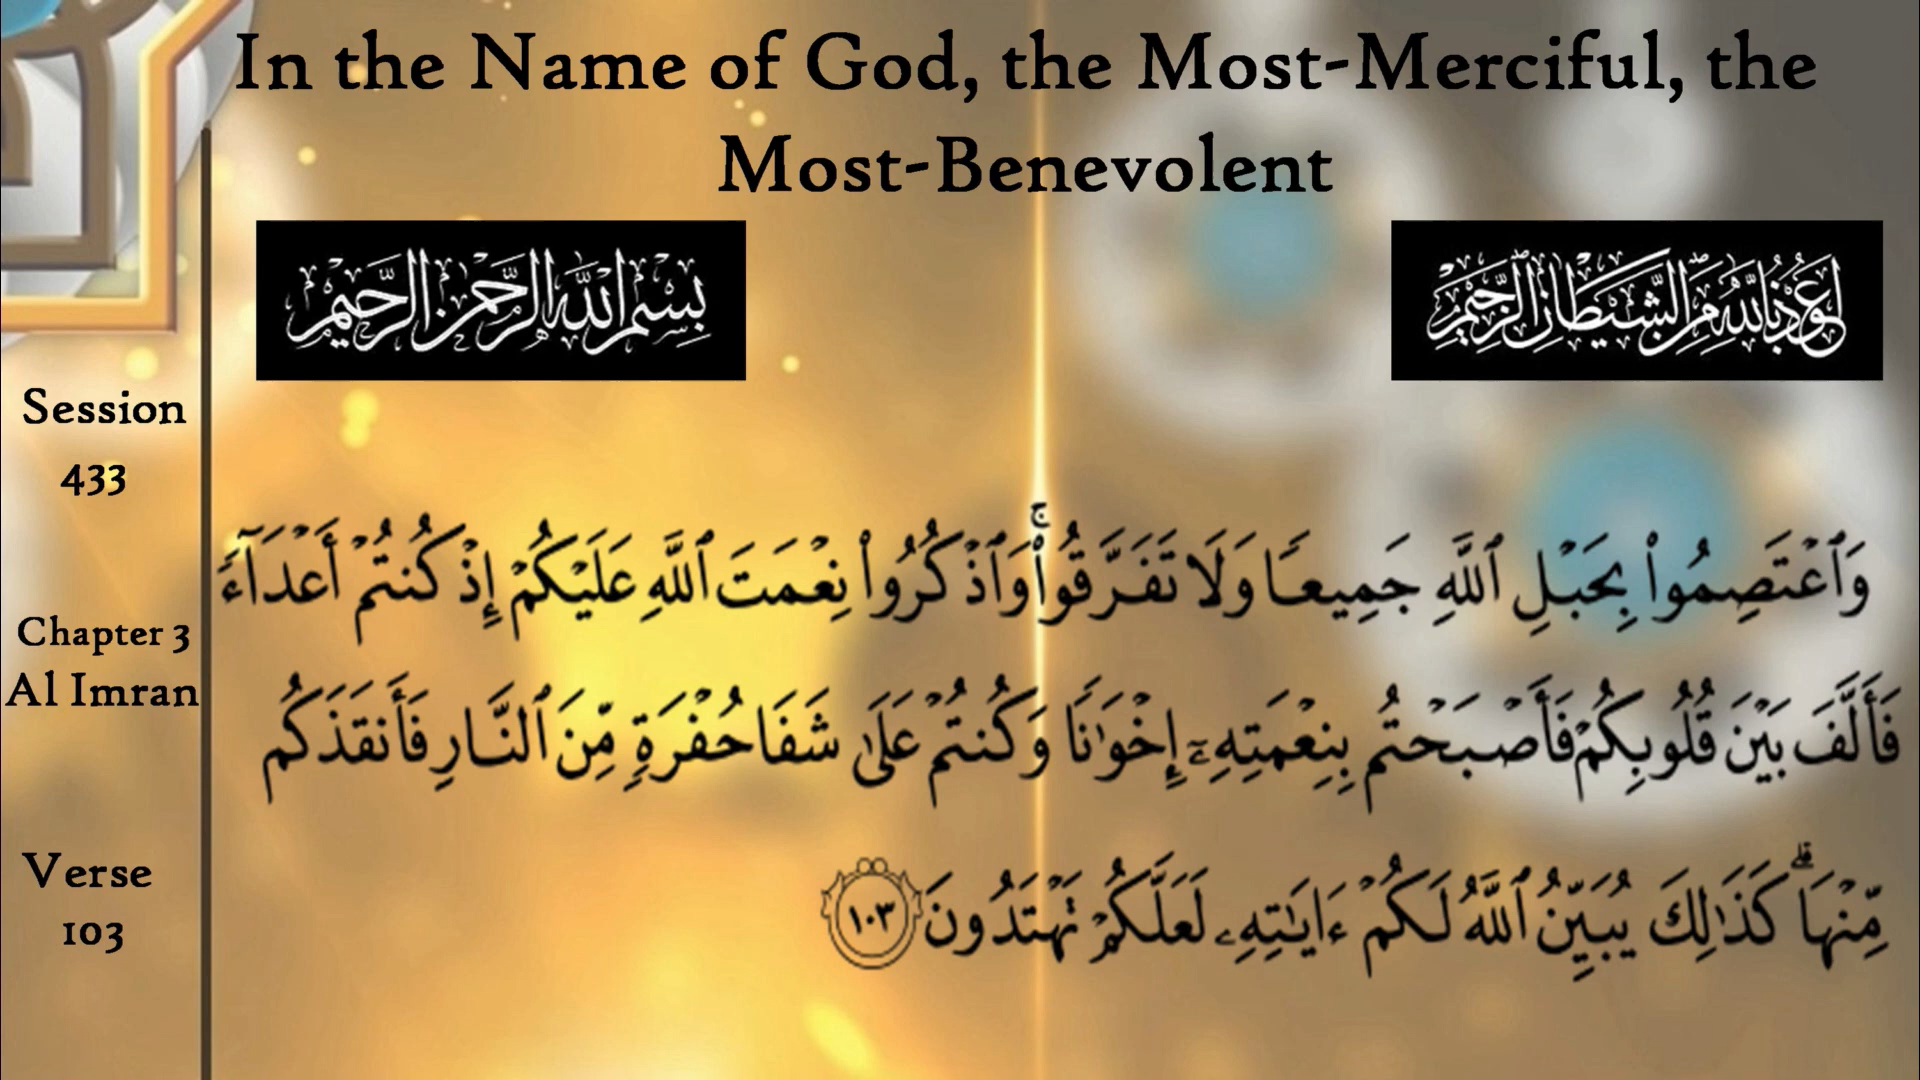 In the Name of God, the Most-Merciful, the
Most-Benevolent
بِسْمِ اللَّهِ الرَّحْمَٰنِ الرَّحِيمِ
اعُوذُ بِاللَّهِ مِنَ الشَّيْطَانِ الرَّجِيمِ
Session
433
Chapter 3
Al Imran
Verse
103
وَٱعْتَصِمُوا۟ بِحَبْلِ ٱللَّهِ جَمِيعًا وَلَا تَفَرَّقُوا۟ ۚ وَٱذْكُرُوا۟ نِعْمَتَ ٱللَّهِ عَلَيْكُمْ إِذْ كُنتُمْ أَعْدَآءً
فَأَلَّفَ بَيْنَ قُلُوبِكُمْ فَأَصْبَحْتُم بِنِعْمَتِهِۦٓ إِخْوَٰنًا وَكُنتُمْ عَلَىٰ شَفَا حُفْرَةٍ مِّنَ ٱلنَّارِ فَأَنقَذَكُم
مِّنْهَا ۗ كَذَٰلِكَ يُبَيِّنُ ٱللَّهُ لَكُمْ ءَايَٰتِهِۦ لَعَلَّكُمْ تَهْتَدُونَ ١٠٣